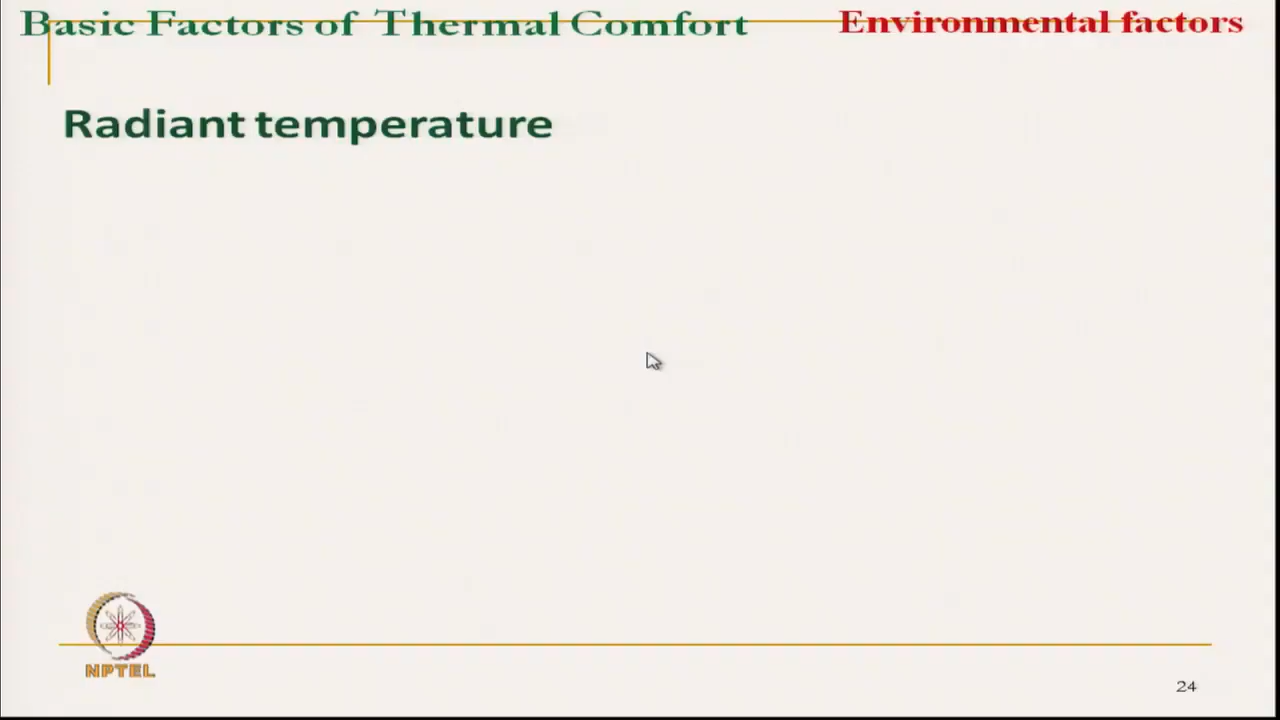 Basic Factors of Thermal Comfort
Environmental factors
Radiant temperature
NPTEL
24